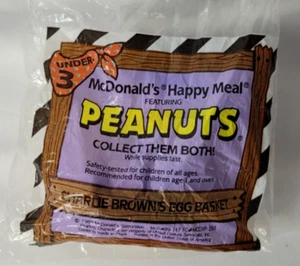 UNDER
3
McDonald's® Happy Meal®
FEATURING
PEANUTS®
COLLECT THEM BOTH!
While supplies last.
Safety-tested for children of all ages.
Recommended for children age 1 and over.
CHARLIE BROWN'S EGG BASKET